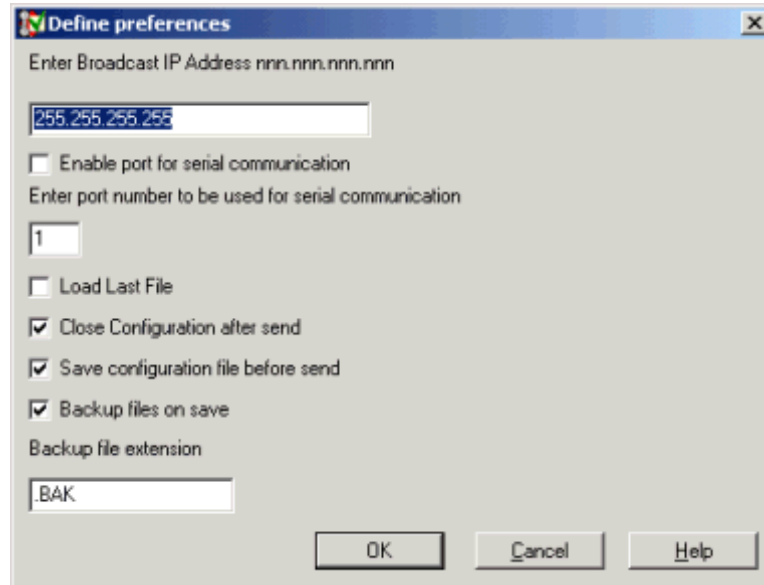 Define preferences
Enter Broadcast IP Address nnn.nnn.nnn.nnn
255.255.255.255
Enable port for serial communication
Enter port number to be used for serial communication
1
Load Last File
Close Configuration after send
Save configuration file before send
Backup files on save
Backup file extension
.BAK
OK Cancel Help